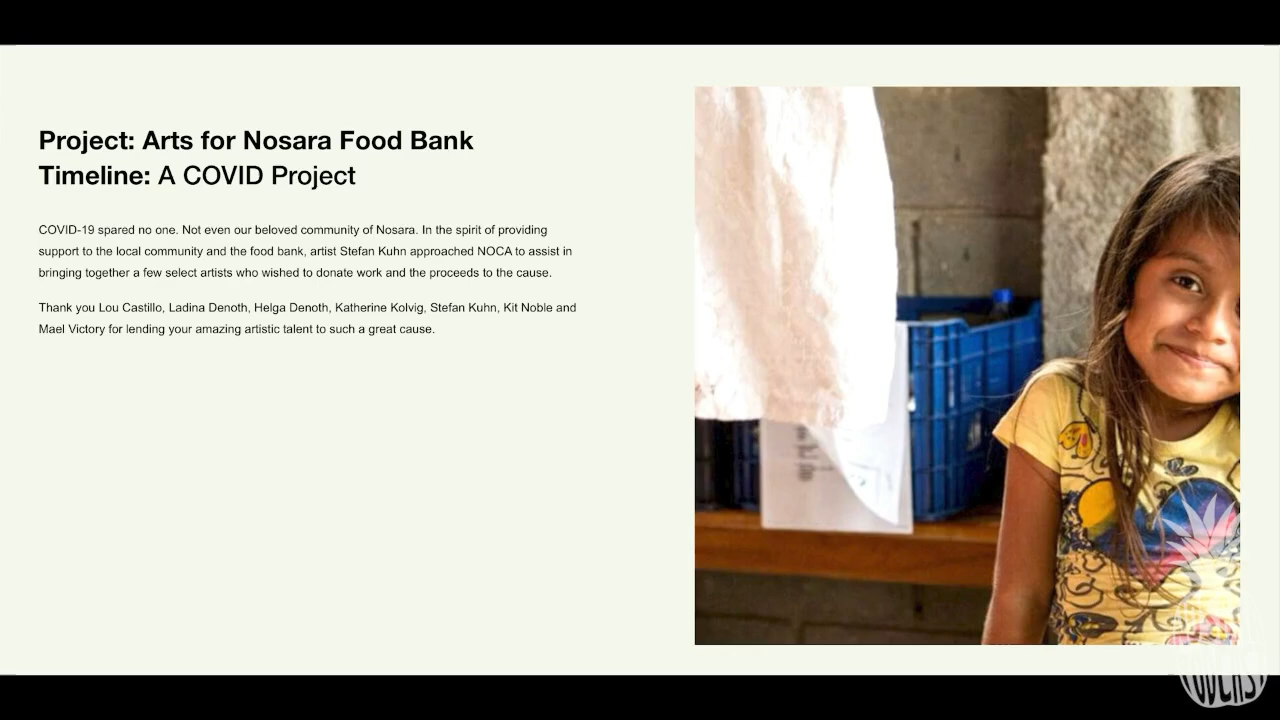 Project: Arts for Nosara Food Bank
Timeline: A COVID Project
COVID-19 spared no one. Not even our beloved community of Nosara. In the spirit of providing
support to the local community and the food bank, artist Stefan Kuhn approached NOCA to assist in
bringing together a few select artists who wished to donate work and the proceeds to the cause.
Thank you Lou Castillo, Ladina Denoth, Helga Denoth, Katherine Kolvig, Stefan Kuhn, Kit Noble and
Mael Victory for lending your amazing artistic talent to such a great cause.